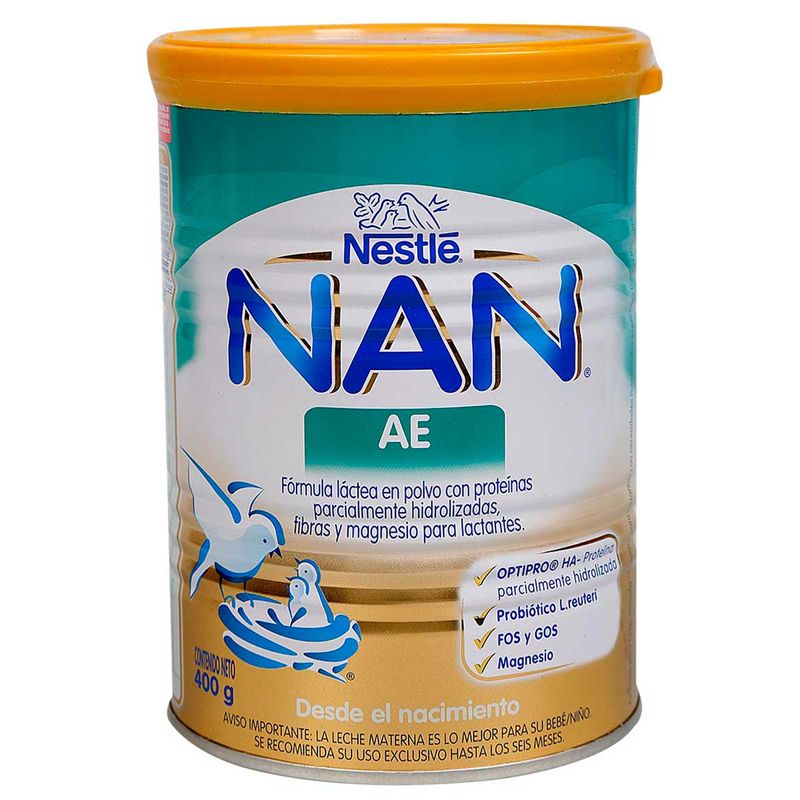 Nestlé
NAN®
AE
Fórmula láctea en polvo con proteínas
parcialmente hidrolizadas,
fibras y magnesio para lactantes.
OPTIPRO® HA- Proteína
parcialmente hidrolizada
Probiótico L.reuteri
FOS y GOS
Magnesio
CONTENIDO NETO
400 g
®
Desde el nacimiento
AVISO IMPORTANTE: LA LECHE MATERNA ES LO MEJOR PARA SU BEBÉ/NIÑO.
SE RECOMIENDA SU USO EXCLUSIVO HASTA LOS SEIS MESES.